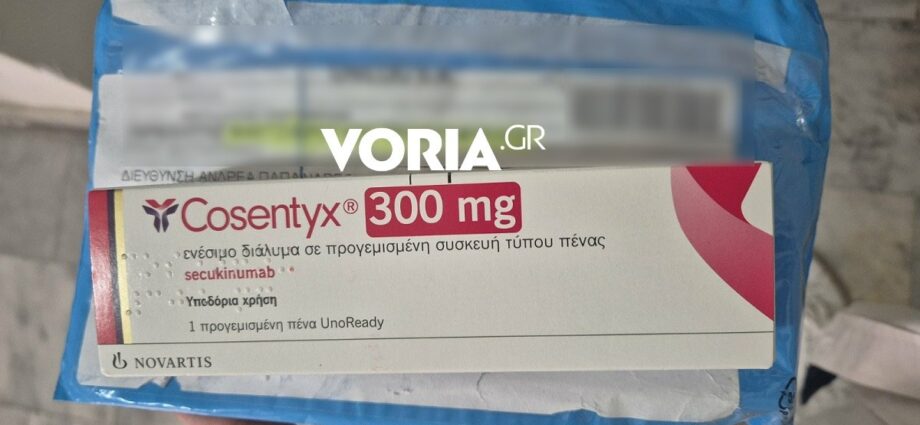 VORIA.GR
ΔΙΕΥΘΥΝΣΗ ΑΝΔΡΕΑ
Cosentyx® 300 mg
ενέσιμο διάλυμα σε προγεμισμένη συσκευή τύπου πένας
secukinumab
Υποδόρια χρήση
1 προγεμισμένη πένα UnoReady
NOVARTIS